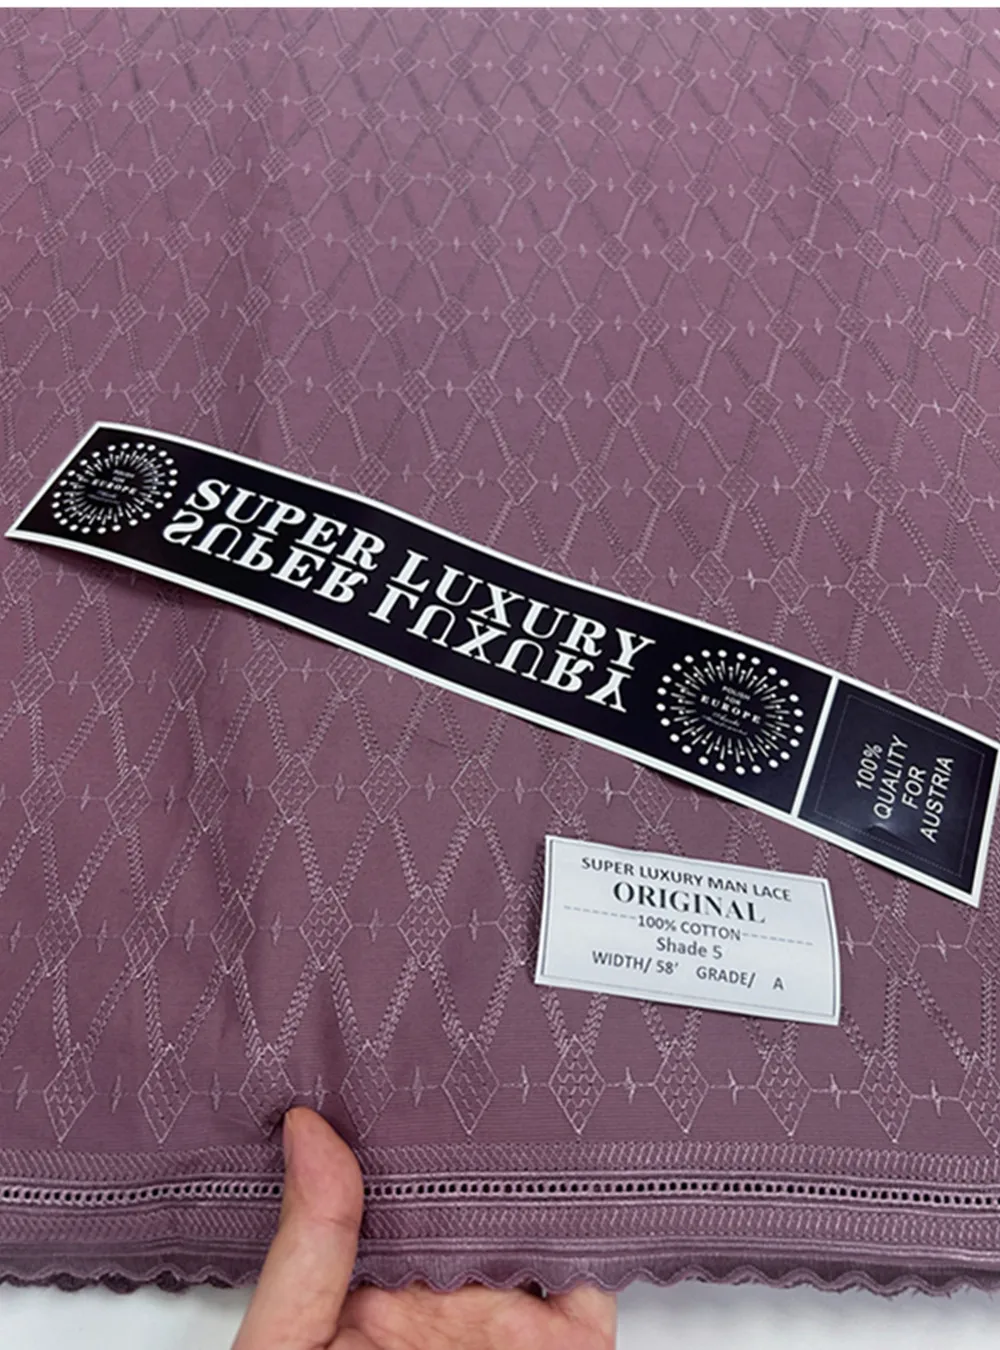 EUROPE
SUPER LUXURY
SUPER LUXURY
EUROPE
100%
QUALITY
FOR
AUSTRIA
SUPER LUXURY MAN LACE
ORIGINAL
---------100% COTTON---------
Shade 5
WIDTH/ 58' GRADE/ A